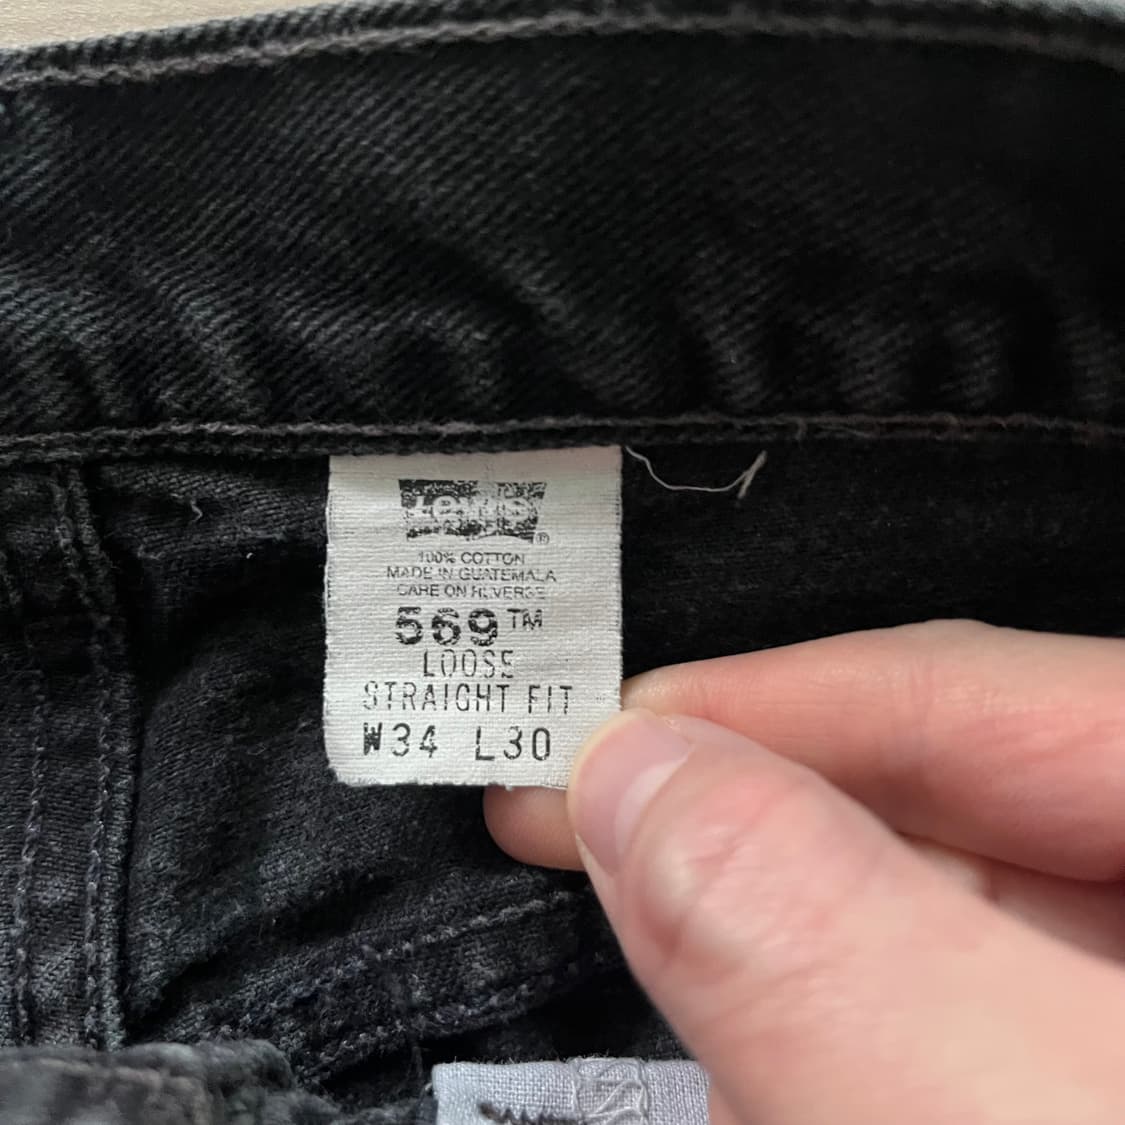 Levi's ®
100% COTTON
MADE IN GUATEMALA
CARE ON REVERSE
569™
LOOSE
STRAIGHT FIT
W34 L30